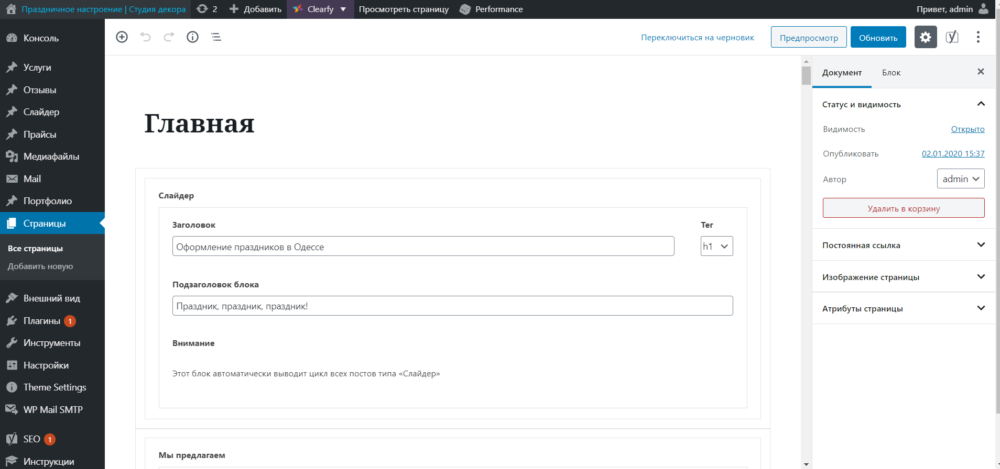 Праздничное настроение | Студия декора
2
Добавить
Clearfy
Просмотреть страницу
Performance
Привет, admin
Консоль
Услуги
Отзывы
Слайдер
Прайсы
Медиафайлы
Mail
Портфолио
Страницы
Все страницы
Добавить новую
Внешний вид
Плагины 1
Инструменты
Настройки
Theme Settings
WP Mail SMTP
SEO 1
Инструкции
Переключиться на черновик
Предпросмотр
Обновить
Главная
Слайдер
Заголовок
Тег
Оформление праздников в Одессе
h1
Подзаголовок блока
Праздник, праздник, праздник!
Внимание
Этот блок автоматически выводит цикл всех постов типа «Слайдер»
Мы предлагаем
Документ
Блок
Статус и видимость
Видимость
Открыто
Опубликовать
02.01.2020 15:37
Автор
admin
Удалить в корзину
Постоянная ссылка
Изображение страницы
Атрибуты страницы